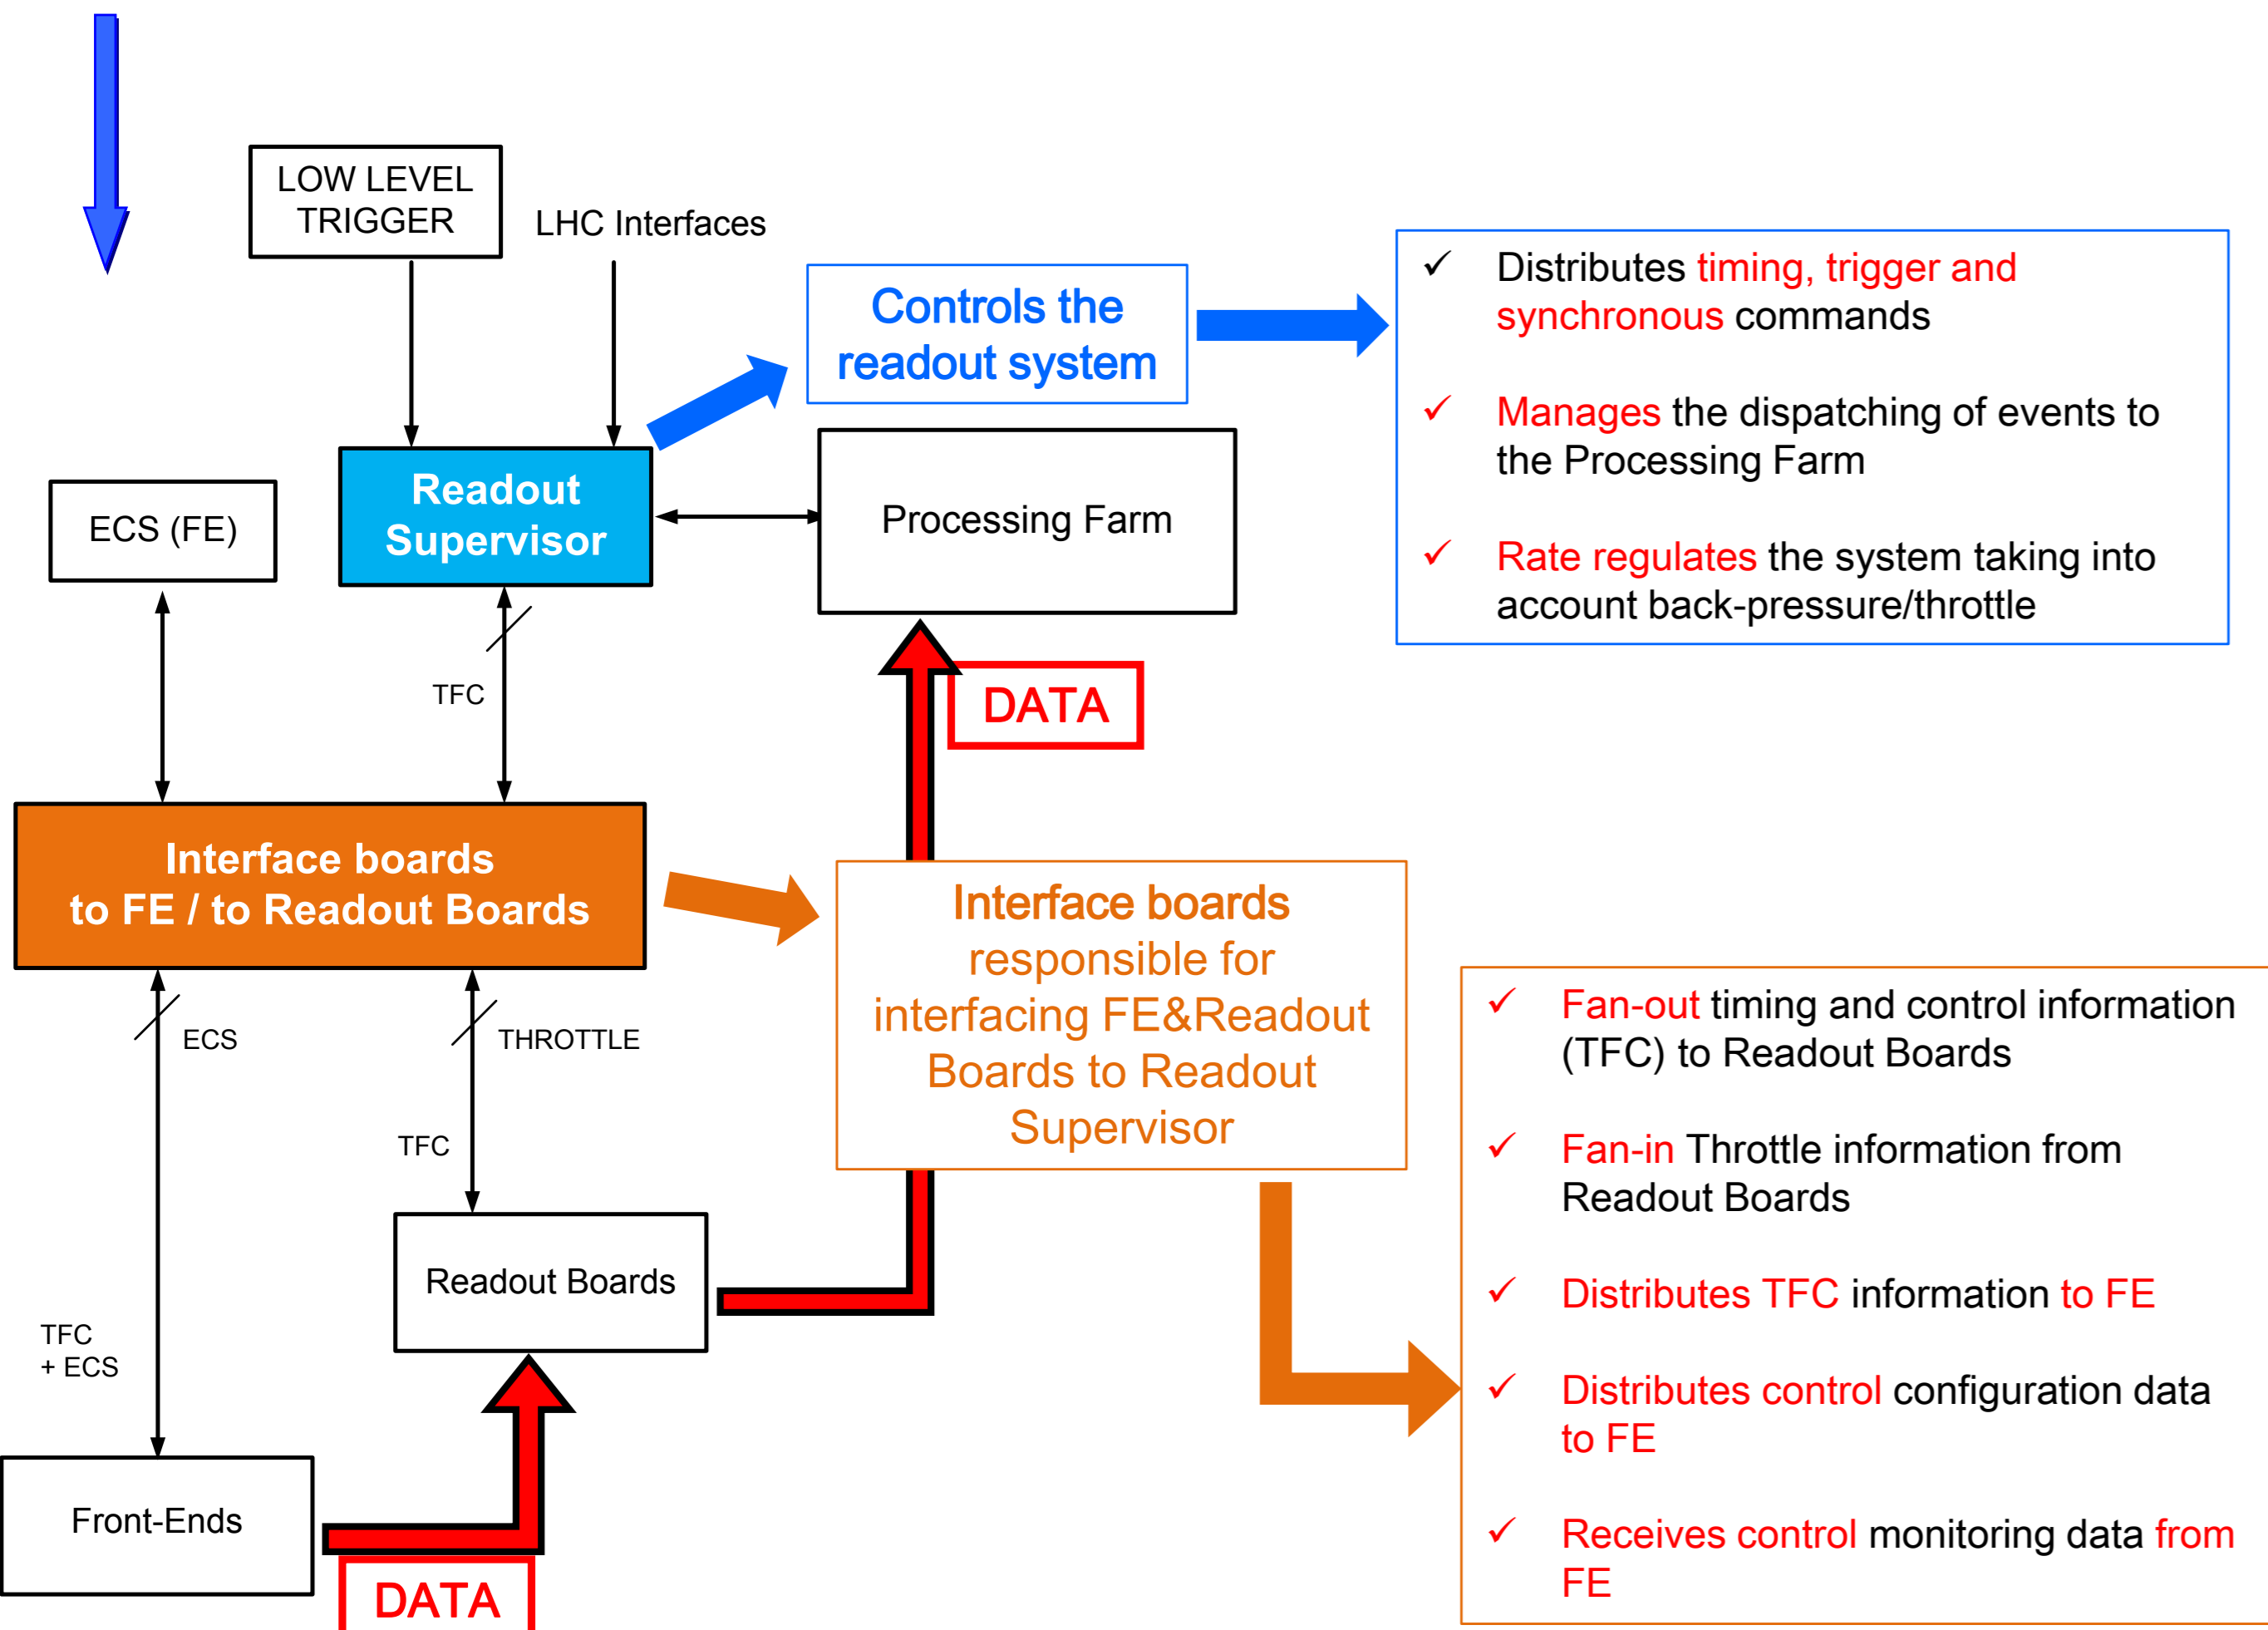 LOW LEVEL
TRIGGER
LHC Interfaces
Controls the
readout system
✓ Distributes timing, trigger and
synchronous commands
✓ Manages the dispatching of events to
the Processing Farm
✓ Rate regulates the system taking into
account back-pressure/throttle
ECS (FE)
Readout
Supervisor
Processing Farm
TFC
DATA
Interface boards
to FE / to Readout Boards
Interface boards
responsible for
interfacing FE&Readout
Boards to Readout
Supervisor
ECS
THROTTLE
TFC
Readout Boards
TFC
+ ECS
Front-Ends
DATA
✓ Fan-out timing and control information
(TFC) to Readout Boards
✓ Fan-in Throttle information from
Readout Boards
✓ Distributes TFC information to FE
✓ Distributes control configuration data
to FE
✓ Receives control monitoring data from
FE